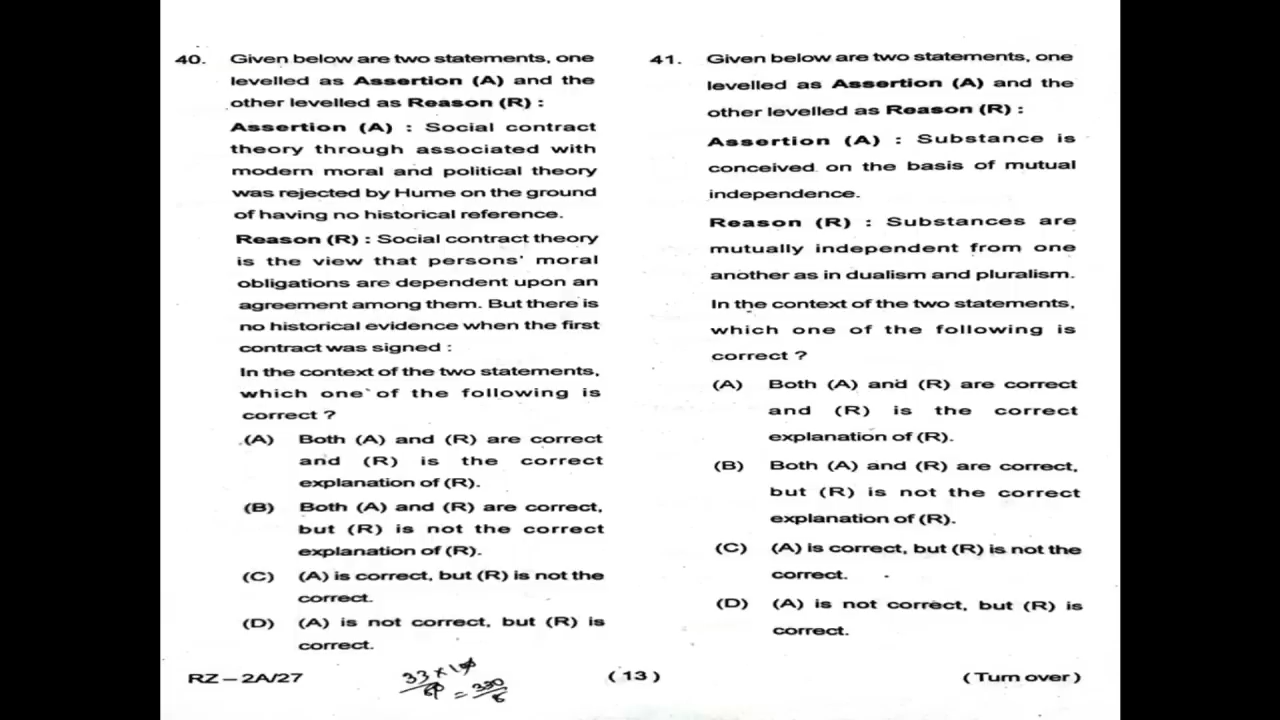 40. Given below are two statements, one
levelled as Assertion (A) and the
other levelled as Reason (R) :
Assertion (A) : Social contract
theory through associated with
modern moral and political theory
was rejected by Hume on the ground
of having no historical reference.
Reason (R) : Social contract theory
is the view that persons' moral
obligations are dependent upon an
agreement among them. But there is
no historical evidence when the first
contract was signed :
In the context of the two statements,
which one of the following is
correct ?
(A) Both (A) and (R) are correct
and (R) is the correct
explanation of (R).
(B) Both (A) and (R) are correct,
but (R) is not the correct
explanation of (R).
(C) (A) is correct, but (R) is not the
correct.
(D) (A) is not correct, but (R) is
correct.
41. Given below are two statements, one
levelled as Assertion (A) and the
other levelled as Reason (R) :
Assertion (A) : Substance is
conceived on the basis of mutual
independence.
Reason (R) : Substances are
mutually independent from one
another as in dualism and pluralism.
In the context of the two statements,
which one of the following is
correct ?
(A) Both (A) and (R) are correct
and (R) is the correct
explanation of (R).
(B) Both (A) and (R) are correct,
but (R) is not the correct
explanation of (R).
(C) (A) is correct, but (R) is not the
correct.
(D) (A) is not correct, but (R) is
correct.
RZ – 2A/27 (13) (Turn over)
33 ×
= 330/6